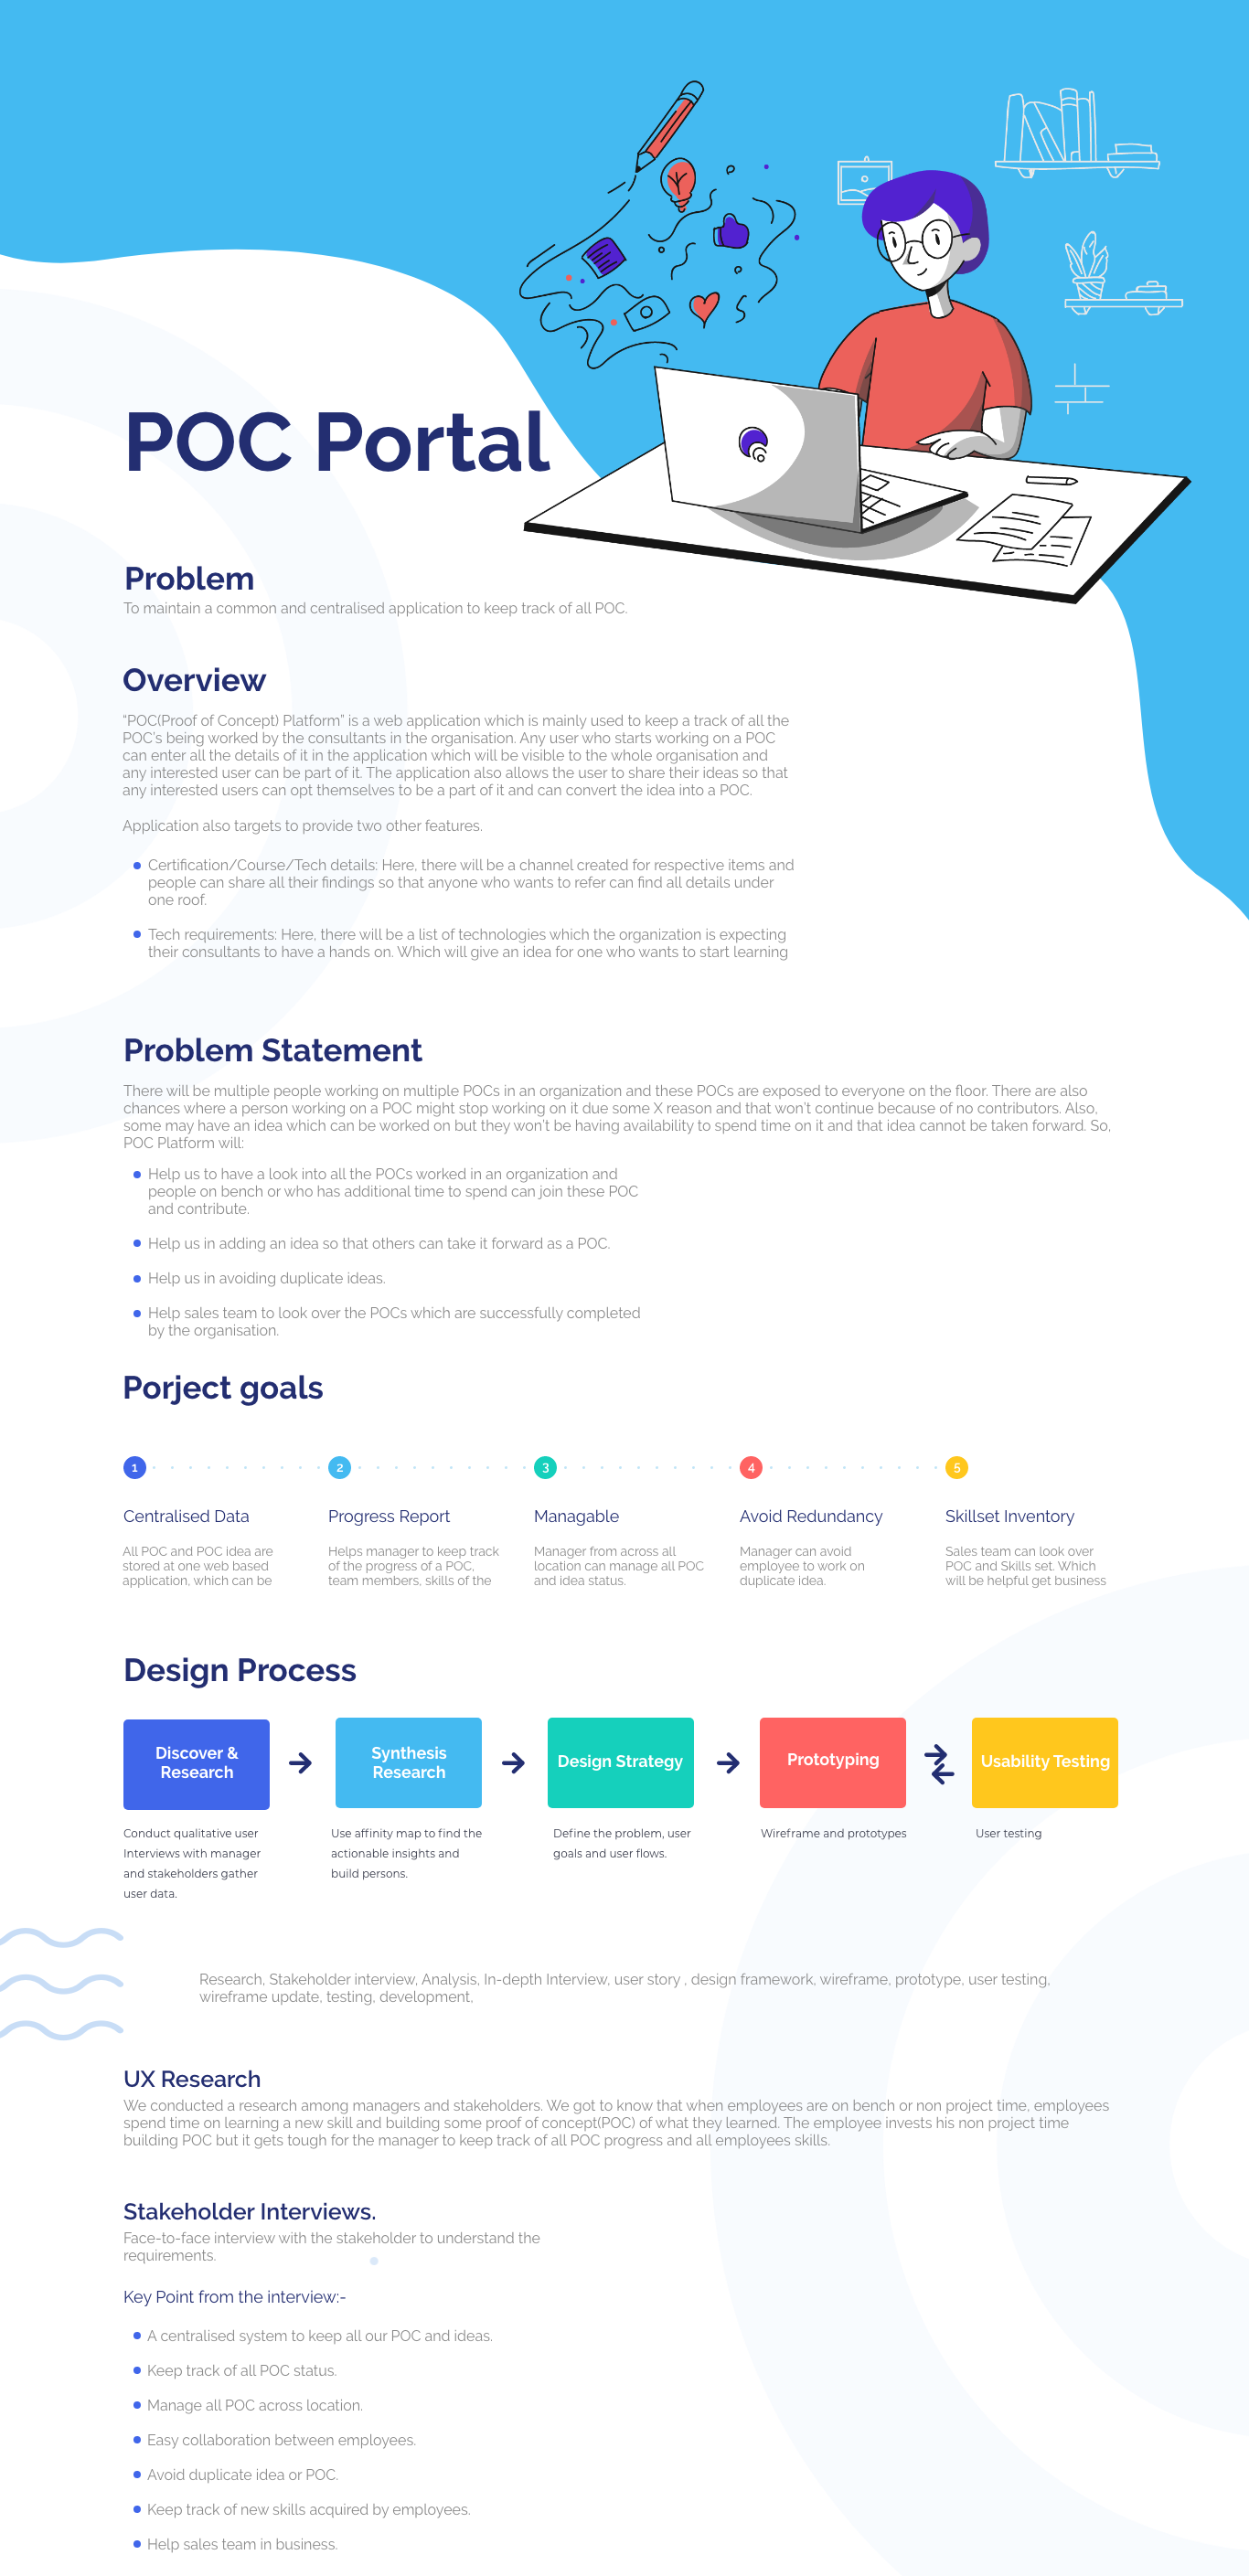 POC Portal
Problem
To maintain a common and centralised application to keep track of all POC.
Overview
“POC(Proof of Concept) Platform” is a web application which is mainly used to keep a track of all the
POC’s being worked by the consultants in the organisation. Any user who starts working on a POC
can enter all the details of it in the application which will be visible to the whole organisation and
any interested user can be part of it. The application also allows the user to share their ideas so that
any interested users can opt themselves to be a part of it and can convert the idea into a POC.
Application also targets to provide two other features.
Certification/Course/Tech details: Here, there will be a channel created for respective items and
people can share all their findings so that anyone who wants to refer can find all details under
one roof.
Tech requirements: Here, there will be a list of technologies which the organization is expecting
their consultants to have a hands on. Which will give an idea for one who wants to start learning
Problem Statement
There will be multiple people working on multiple POCs in an organization and these POCs are exposed to everyone on the floor. There are also
chances where a person working on a POC might stop working on it due some X reason and that won’t continue because of no contributors. Also,
some may have an idea which can be worked on but they won’t be having availability to spend time on it and that idea cannot be taken forward. So,
POC Platform will:
Help us to have a look into all the POCs worked in an organization and
people on bench or who has additional time to spend can join these POC
and contribute.
Help us in adding an idea so that others can take it forward as a POC.
Help us in avoiding duplicate ideas.
Help sales team to look over the POCs which are successfully completed
by the organisation.
Porject goals
1 2 3 4 5
Centralised Data
All POC and POC idea are
stored at one web based
application, which can be
Progress Report
Helps manager to keep track
of the progress of a POC,
team members, skills of the
Managable
Manager from across all
location can manage all POC
and idea status.
Avoid Redundancy
Manager can avoid
employee to work on
duplicate idea.
Skillset Inventory
Sales team can look over
POC and Skills set. Which
will be helpful get business
Design Process
Discover &
Research
Conduct qualitative user
Interviews with manager
and stakeholders gather
user data.
Synthesis
Research
Use affinity map to find the
actionable insights and
build persons.
Design Strategy
Define the problem, user
goals and user flows.
Prototyping
Wireframe and prototypes
Usability Testing
User testing
Research, Stakeholder interview, Analysis, In-depth Interview, user story , design framework, wireframe, prototype, user testing,
wireframe update, testing, development,
UX Research
We conducted a research among managers and stakeholders. We got to know that when employees are on bench or non project time, employees
spend time on learning a new skill and building some proof of concept(POC) of what they learned. The employee invests his non project time
building POC but it gets tough for the manager to keep track of all POC progress and all employees skills.
Stakeholder Interviews.
Face-to-face interview with the stakeholder to understand the
requirements.
Key Point from the interview:-
A centralised system to keep all our POC and ideas.
Keep track of all POC status.
Manage all POC across location.
Easy collaboration between employees.
Avoid duplicate idea or POC.
Keep track of new skills acquired by employees.
Help sales team in business.